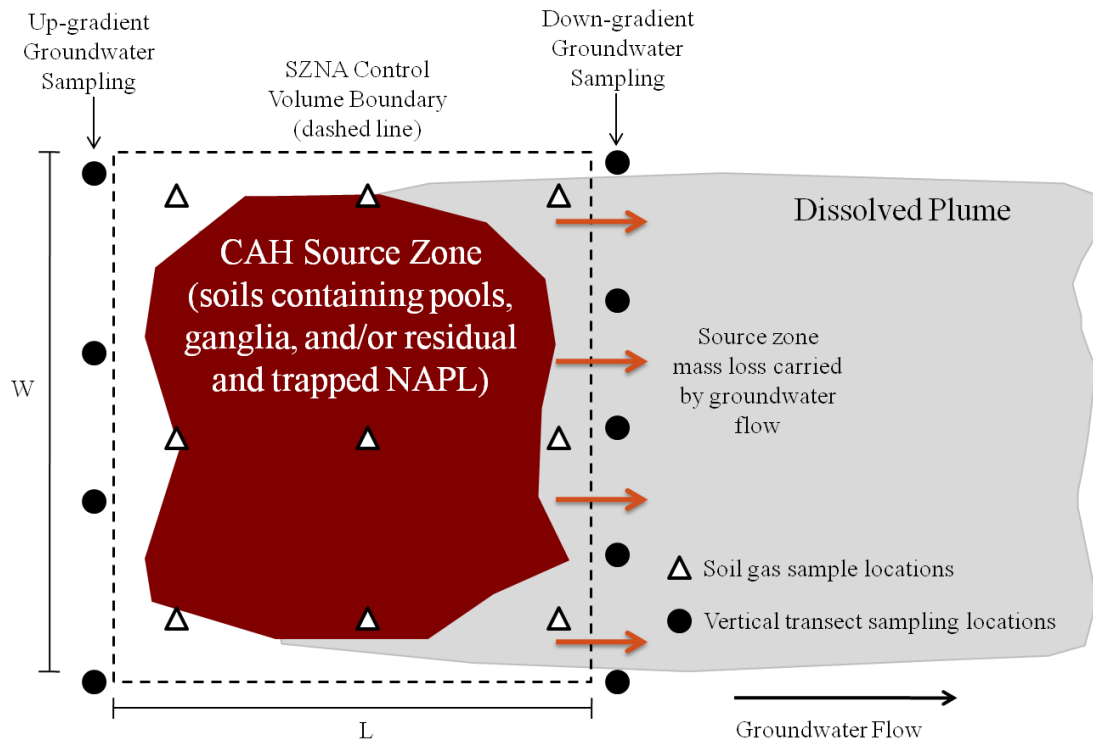 Up-gradient
Groundwater
Sampling
SZNA Control
Volume Boundary
(dashed line)
Down-gradient
Groundwater
Sampling
CAH Source Zone
(soils containing pools,
ganglia, and/or residual
and trapped NAPL)
Dissolved Plume
Source zone
mass loss carried
by groundwater
flow
W
Soil gas sample locations
Vertical transect sampling locations
L
Groundwater Flow